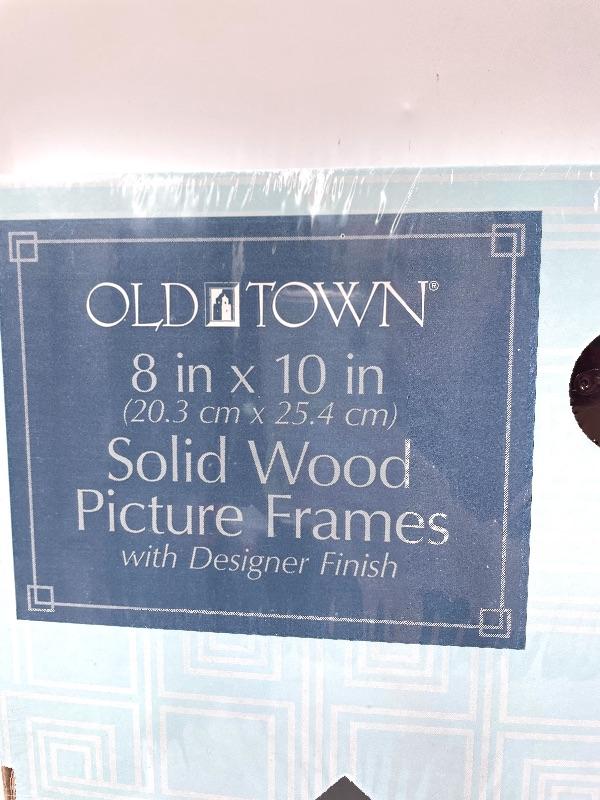 OLD TOWN®
8 in x 10 in
(20.3 cm x 25.4 cm)
Solid Wood
Picture Frames
with Designer Finish